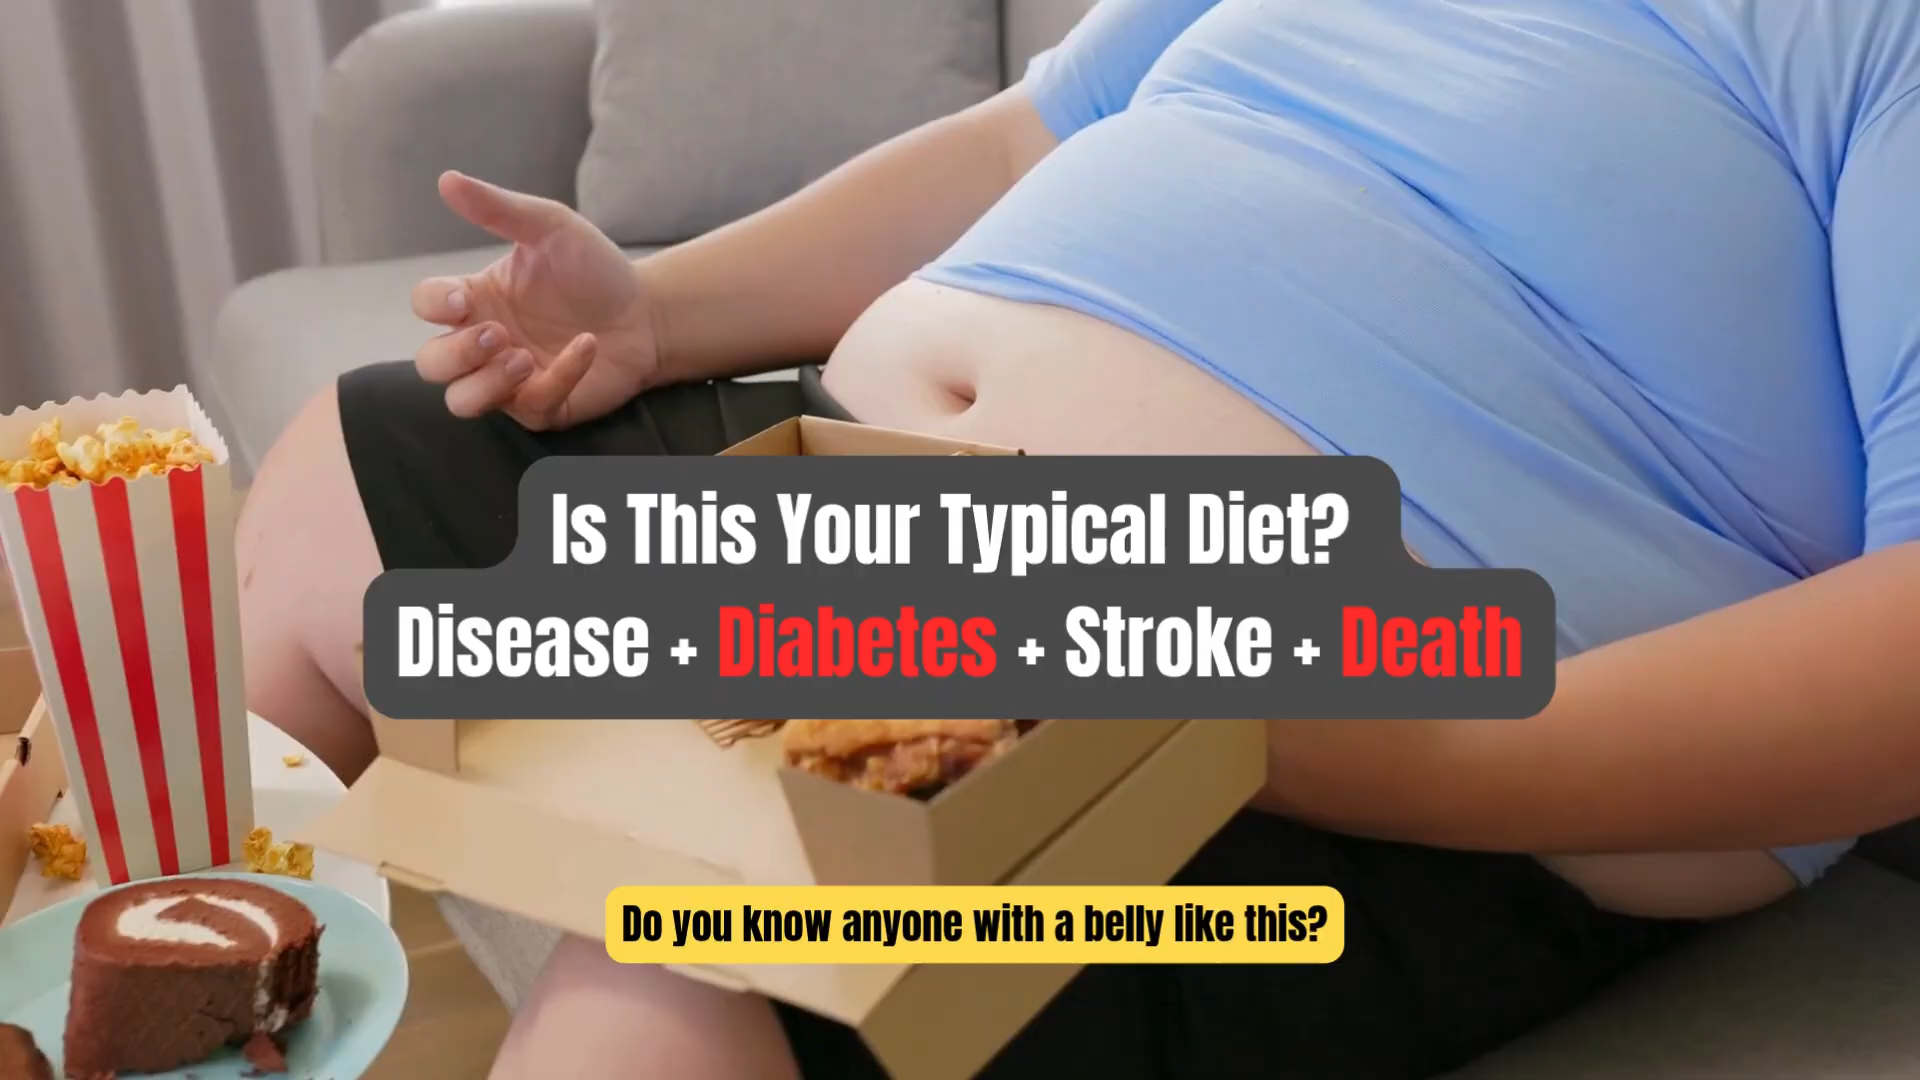 Is This Your Typical Diet?
Disease + Diabetes + Stroke + Death
Do you know anyone with a belly like this?